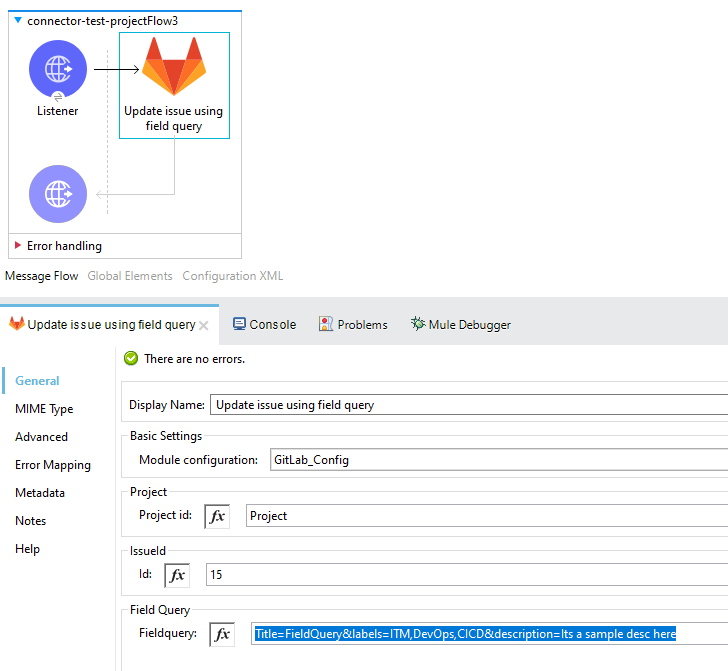 connector-test-projectFlow3
Listener
Update issue using
field query
Error handling
Message Flow Global Elements Configuration XML
Update issue using field query Console Problems Mule Debugger
There are no errors.
General
MIME Type
Advanced
Error Mapping
Metadata
Notes
Help
Display Name: Update issue using field query
Basic Settings
Module configuration: GitLab_Config
Project
Project id: fx Project
IssueId
Id: fx 15
Field Query
Fieldquery: fx Title=FieldQuery&labels=ITM,DevOps,CICD&description=Its a sample desc here